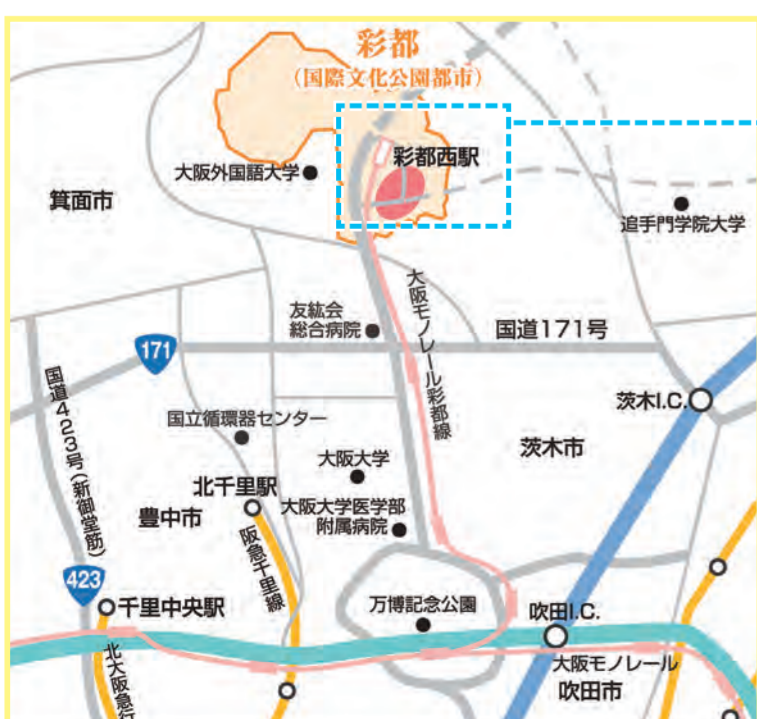 彩都
(国際文化公園都市)
彩都西駅
大阪外国語大学
箕面市
追手門学院大学
大阪モノレール彩都線
友紘会
総合病院
国道171号
171
国道423号(新御堂筋)
茨木I.C.
国立循環器センター
茨木市
大阪大学
北千里駅
大阪大学医学部
附属病院
豊中市
阪急千里線
423
千里中央駅
万博記念公園
吹田I.C.
大阪モノレール
吹田市
北大阪急行